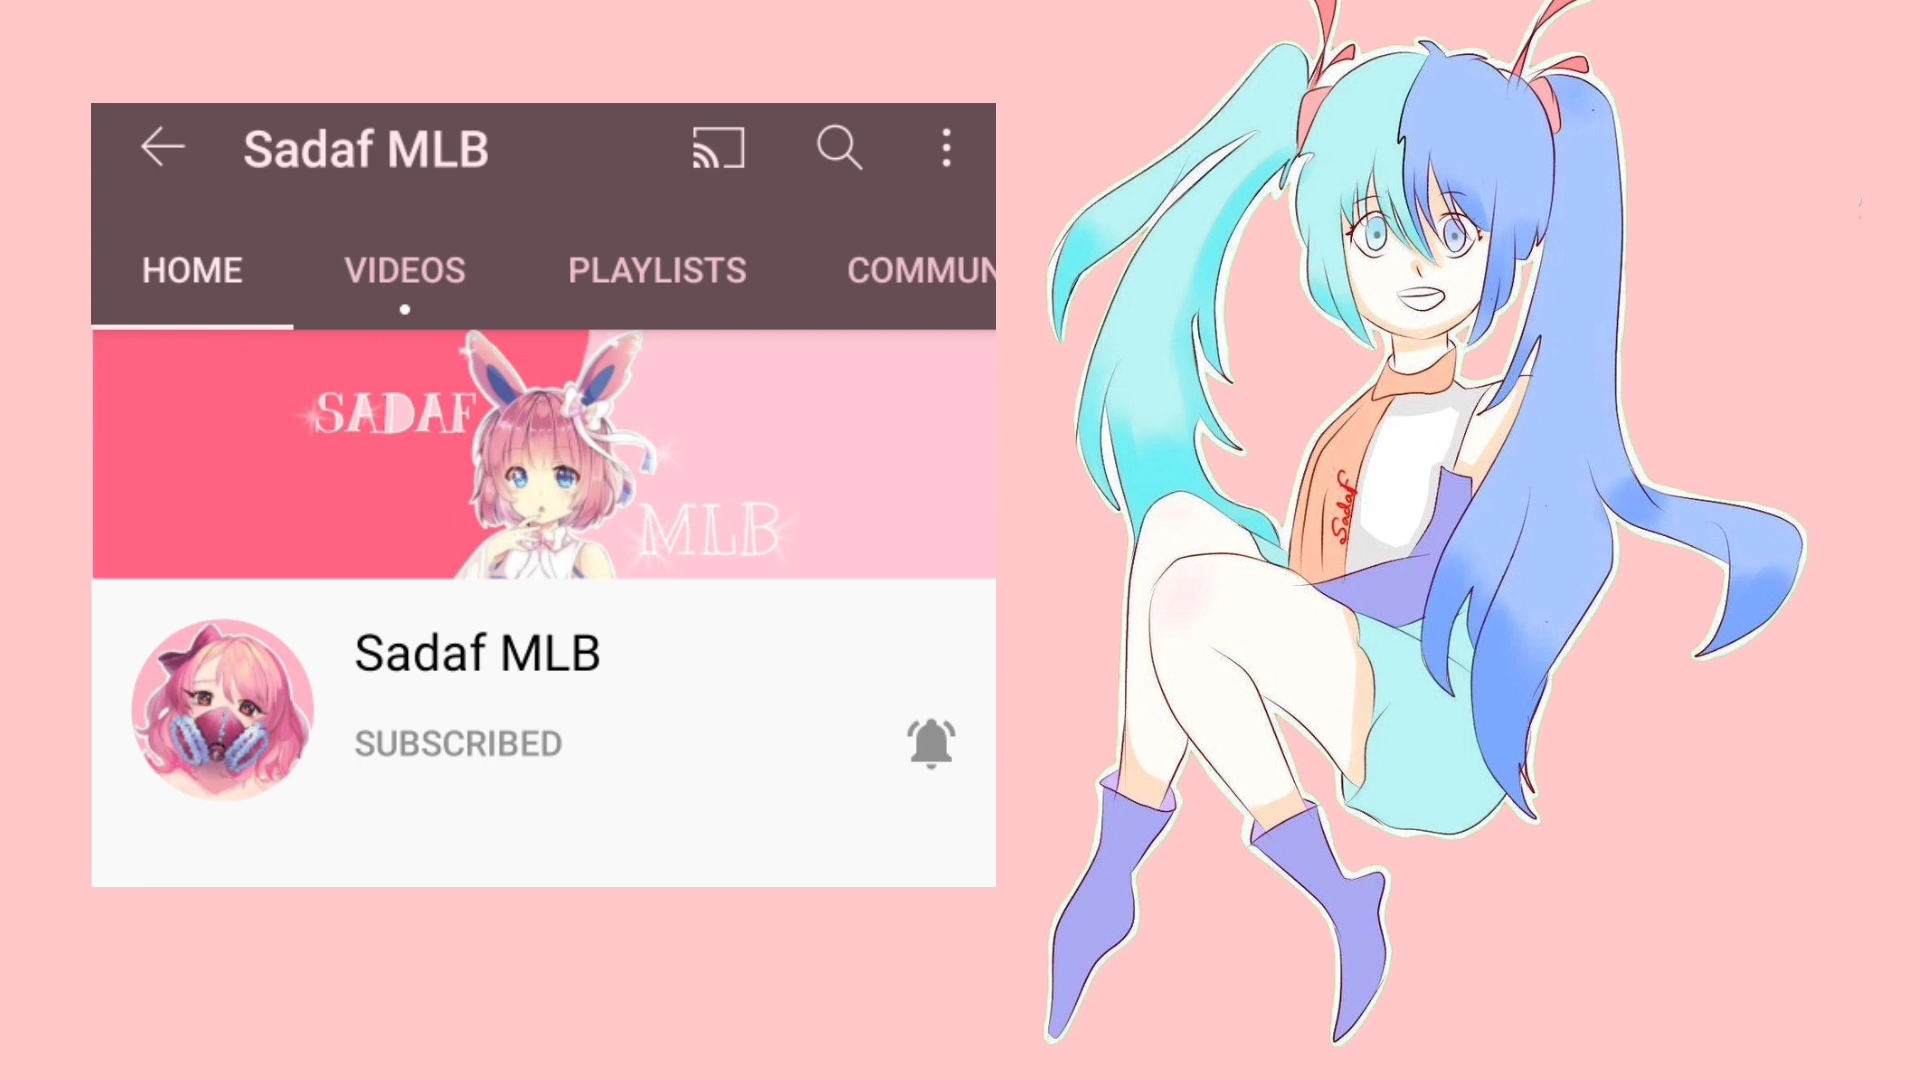 Sadaf MLB
HOME VIDEOS PLAYLISTS COMMUN
SADAF
MLB
Sadaf MLB
SUBSCRIBED
Sadaf